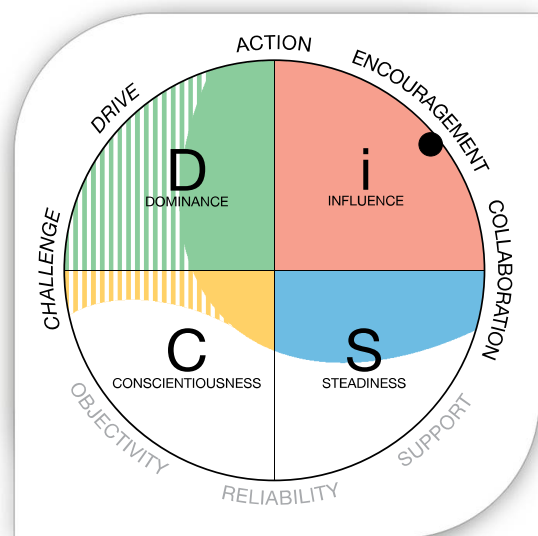 ACTION
DRIVE
ENCOURAGEMENT
D
DOMINANCE
i
INFLUENCE
CHALLENGE
COLLABORATION
C
CONSCIENTIOUSNESS
S
STEADINESS
OBJECTIVITY
SUPPORT
RELIABILITY